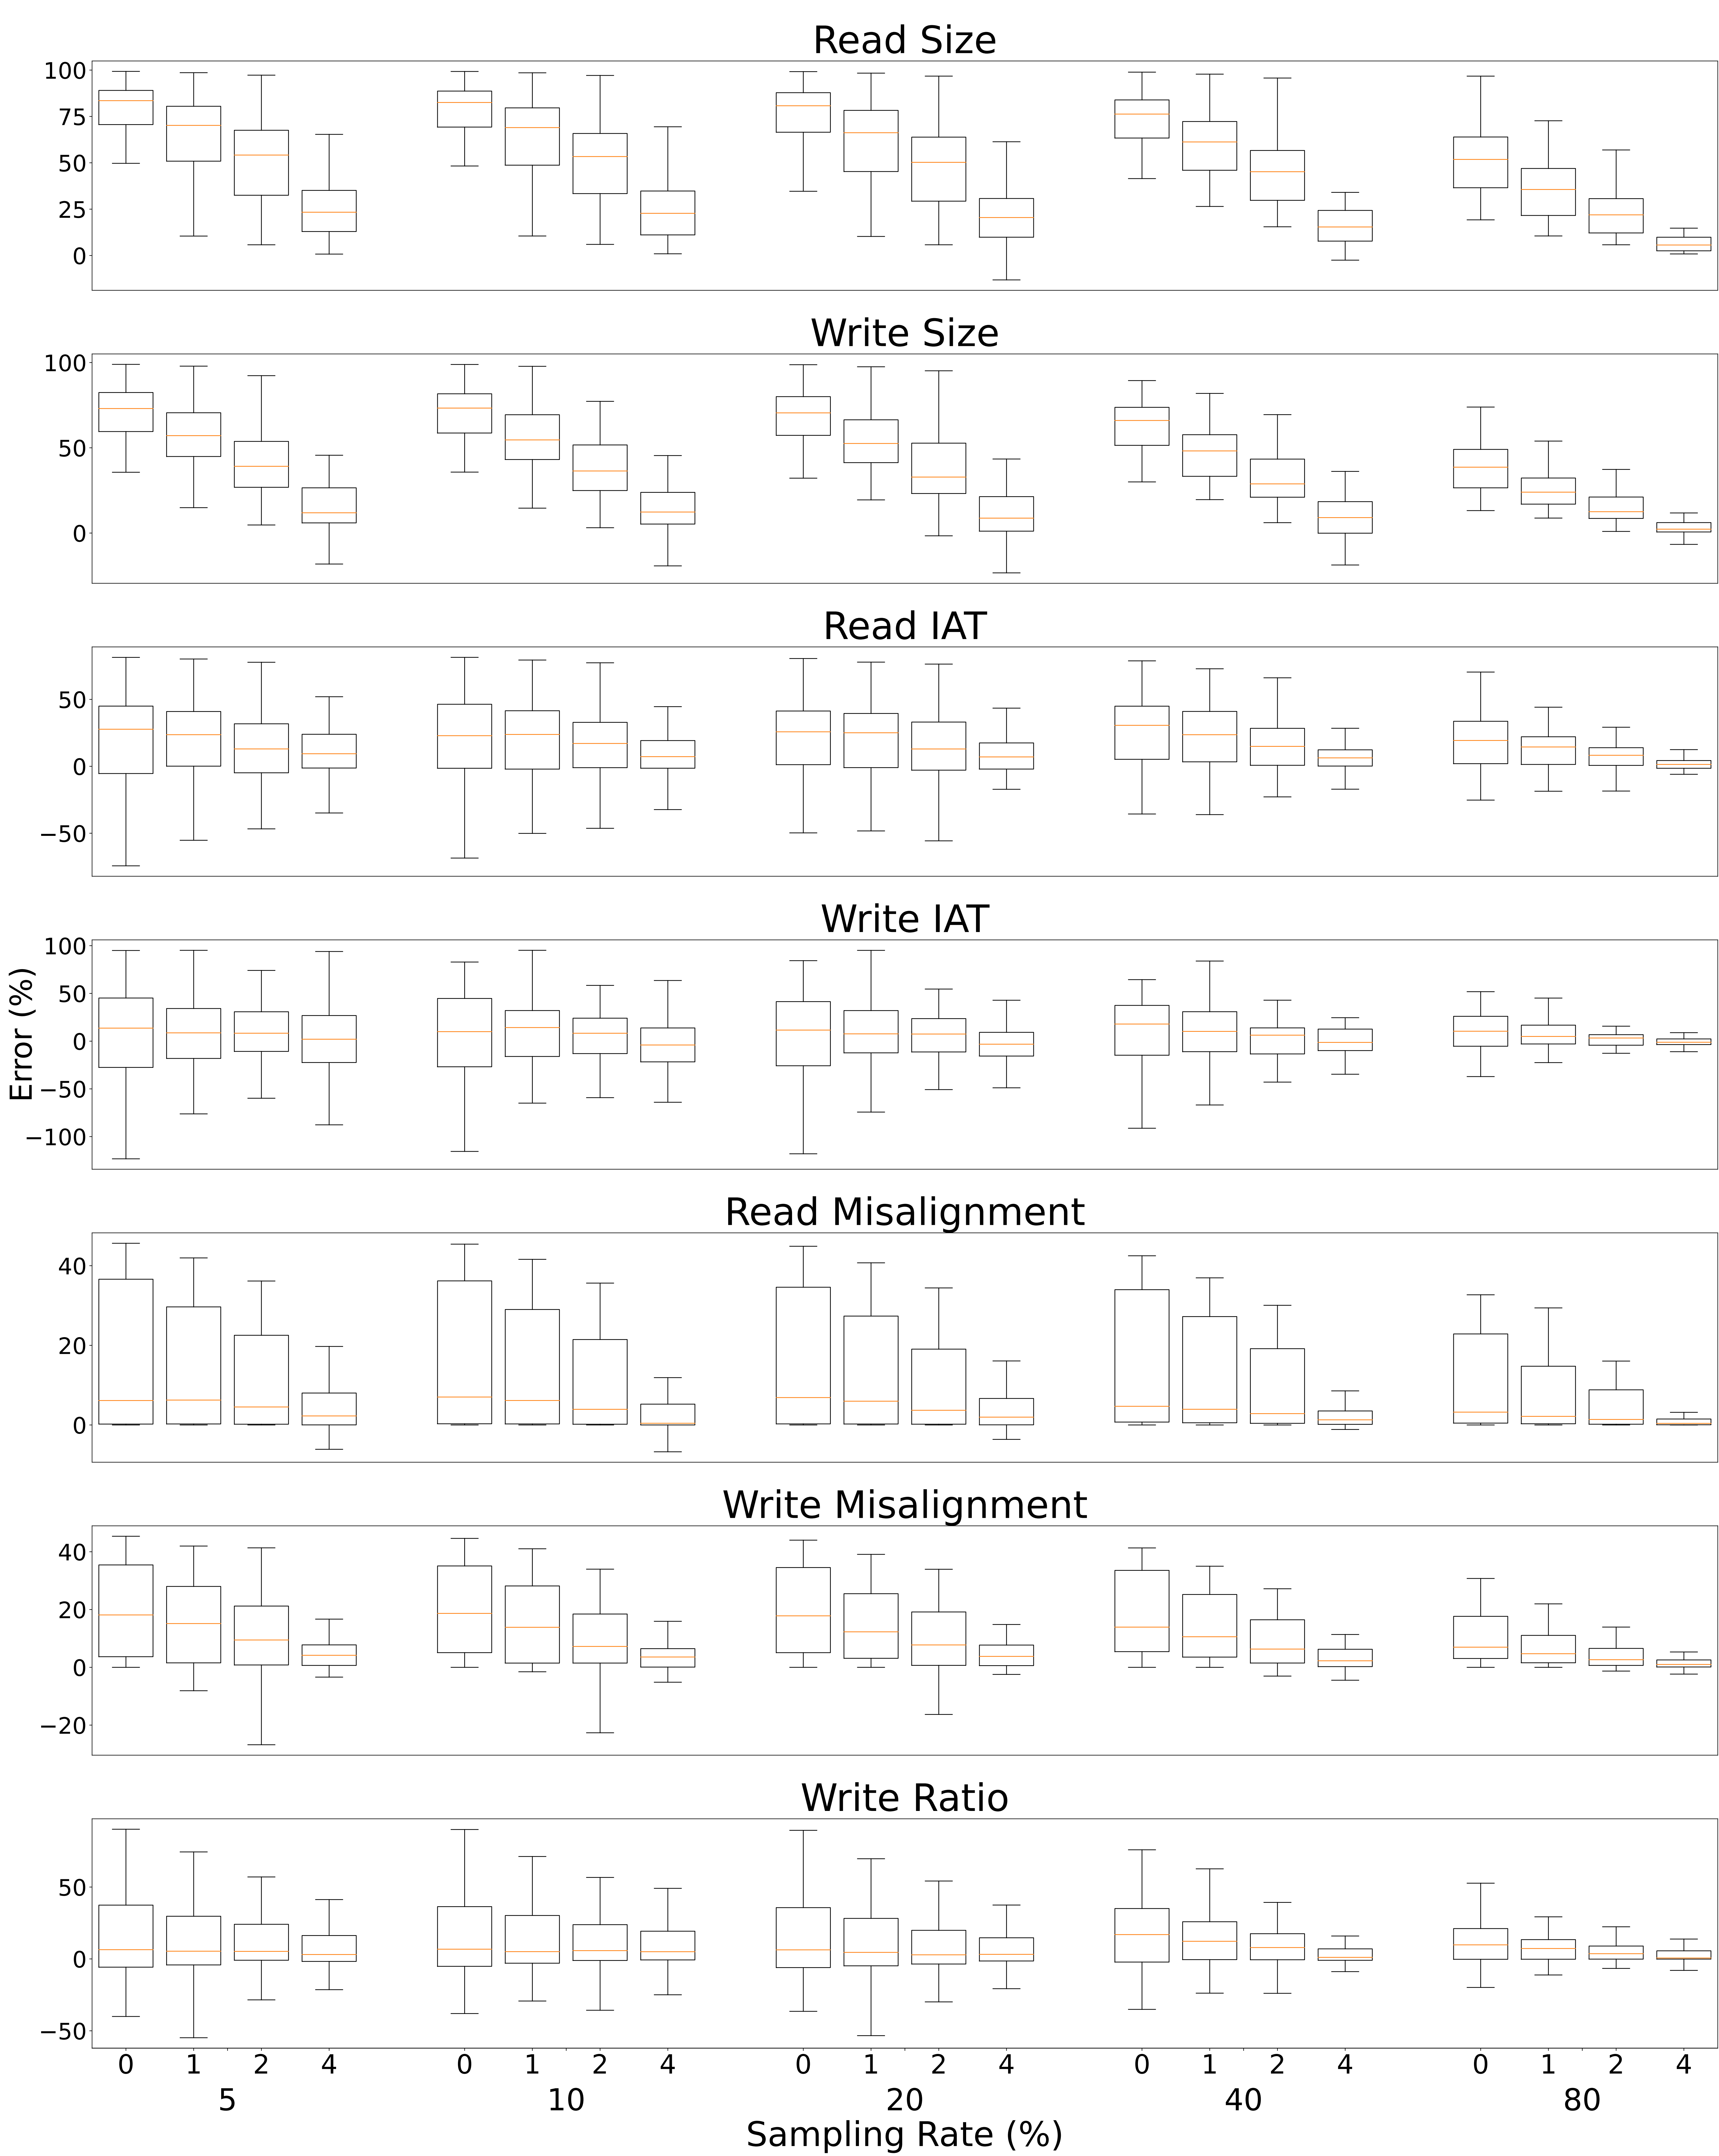 Read Size
100
75
50
25
0
Write Size
100
50
0
Read IAT
50
0
−50
Write IAT
100
50
0
−50
−100
Error (%)
Read Misalignment
40
20
0
Write Misalignment
40
20
0
−20
Write Ratio
50
0
−50
0 1 2 4 0 1 2 4 0 1 2 4 0 1 2 4 0 1 2 4
5 10 20 40 80
Sampling Rate (%)